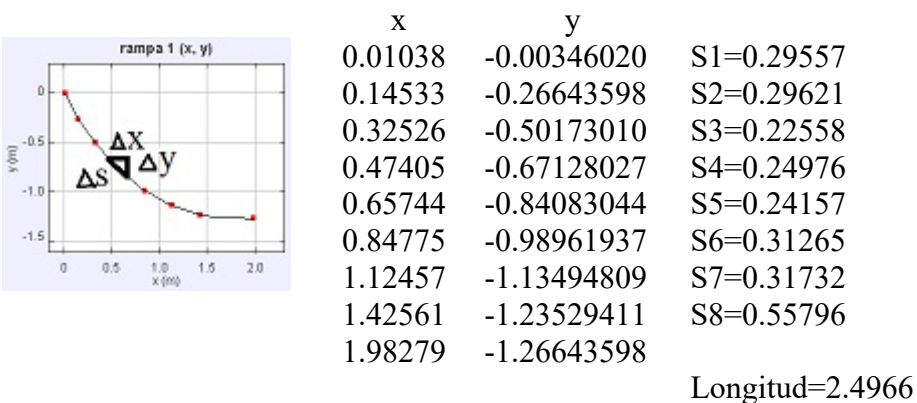 rampa 1 (x, y)
0
-0.5
-1.0
-1.5
y (m)
Δx
Δy
Δs
0 0.5 1.0 1.5 2.0
x (m)
x y
0.01038 -0.00346020 S1=0.29557
0.14533 -0.26643598 S2=0.29621
0.32526 -0.50173010 S3=0.22558
0.47405 -0.67128027 S4=0.24976
0.65744 -0.84083044 S5=0.24157
0.84775 -0.98961937 S6=0.31265
1.12457 -1.13494809 S7=0.31732
1.42561 -1.23529411 S8=0.55796
1.98279 -1.26643598
Longitud=2.4966